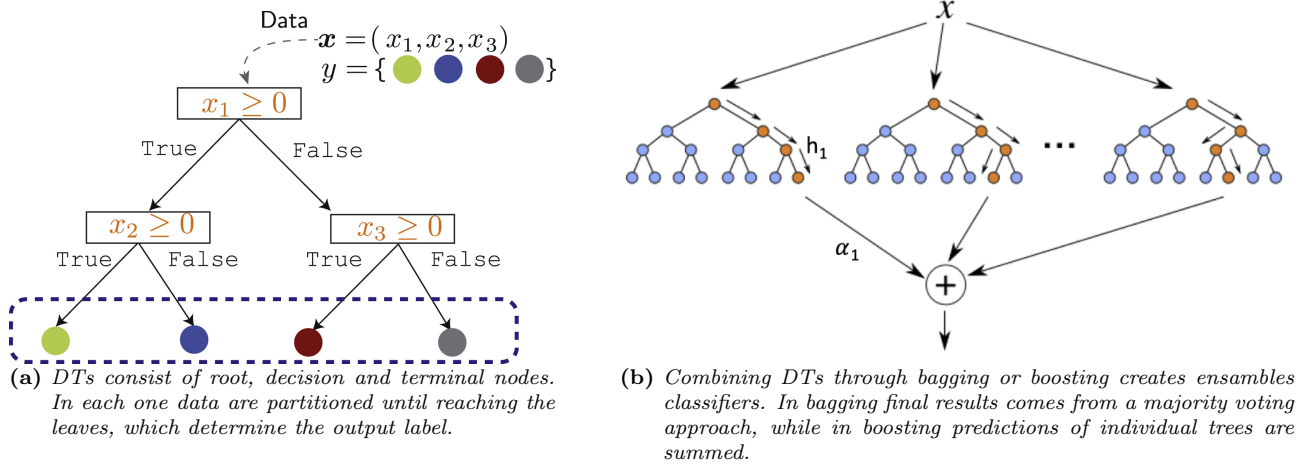 Data
x = ( x₁, x₂, x₃ )
y = { }
x₁ ≥ 0
True
False
x₂ ≥ 0
x₃ ≥ 0
True
False
True
False
(a) DTs consist of root, decision and terminal nodes.
In each one data are partitioned until reaching the
leaves, which determine the output label.
x
h₁
...
α₁
+
(b) Combining DTs through bagging or boosting creates ensambles
classifiers. In bagging final results comes from a majority voting
approach, while in boosting predictions of individual trees are
summed.